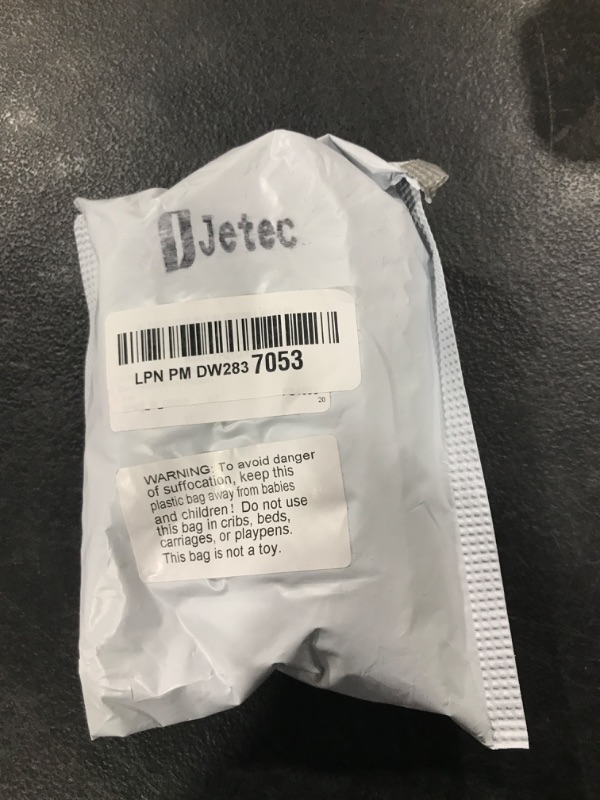 Jetec
LPN PM DW283 7053
20
WARNING: To avoid danger
of suffocation, keep this
plastic bag away from babies
and children! Do not use
this bag in cribs, beds,
carriages, or playpens.
This bag is not a toy.